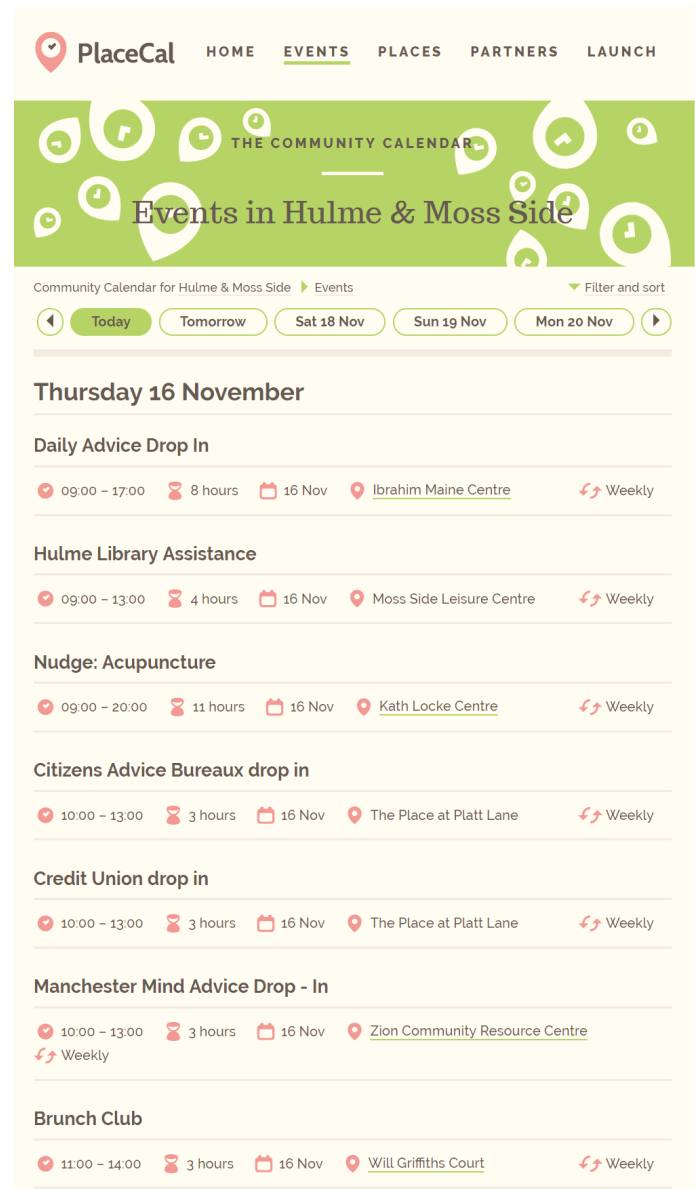 PlaceCal HOME EVENTS PLACES PARTNERS LAUNCH
THE COMMUNITY CALENDAR
Events in Hulme & Moss Side
Community Calendar for Hulme & Moss Side Events Filter and sort
Today Tomorrow Sat 18 Nov Sun 19 Nov Mon 20 Nov
Thursday 16 November
Daily Advice Drop In
09:00 – 17:00 8 hours 16 Nov Ibrahim Maine Centre Weekly
Hulme Library Assistance
09:00 – 13:00 4 hours 16 Nov Moss Side Leisure Centre Weekly
Nudge: Acupuncture
09:00 – 20:00 11 hours 16 Nov Kath Locke Centre Weekly
Citizens Advice Bureaux drop in
10:00 – 13:00 3 hours 16 Nov The Place at Platt Lane Weekly
Credit Union drop in
10:00 – 13:00 3 hours 16 Nov The Place at Platt Lane Weekly
Manchester Mind Advice Drop - In
10:00 – 13:00 3 hours 16 Nov Zion Community Resource Centre
Weekly
Brunch Club
11:00 – 14:00 3 hours 16 Nov Will Griffiths Court Weekly